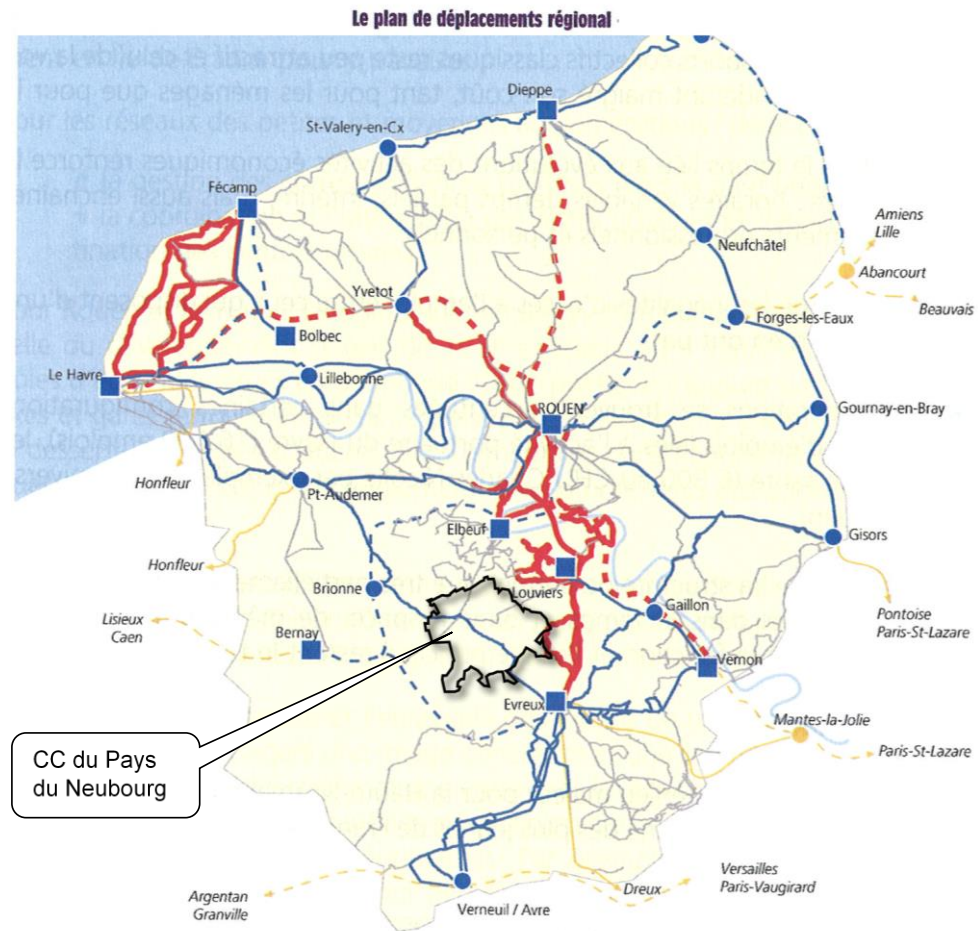 Le plan de déplacements régional
Dieppe
St-Valery-en-Cx
Fécamp
Amiens
Lille
Neufchâtel
Abancourt
Yvetot
Beauvais
Forges-les-Eaux
Bolbec
Le Havre
Lillebonne
ROUEN
Gournay-en-Bray
Honfleur
Pt-Audemer
Elbeuf
Gisors
Honfleur
Louviers
Brionne
Gaillon
Pontoise
Paris-St-Lazare
Lisieux
Caen
Bernay
Vernon
Evreux
Mantes-la-Jolie
Paris-St-Lazare
CC du Pays
du Neubourg
Versailles
Paris-Vaugirard
Argentan
Granville
Dreux
Verneuil / Avre